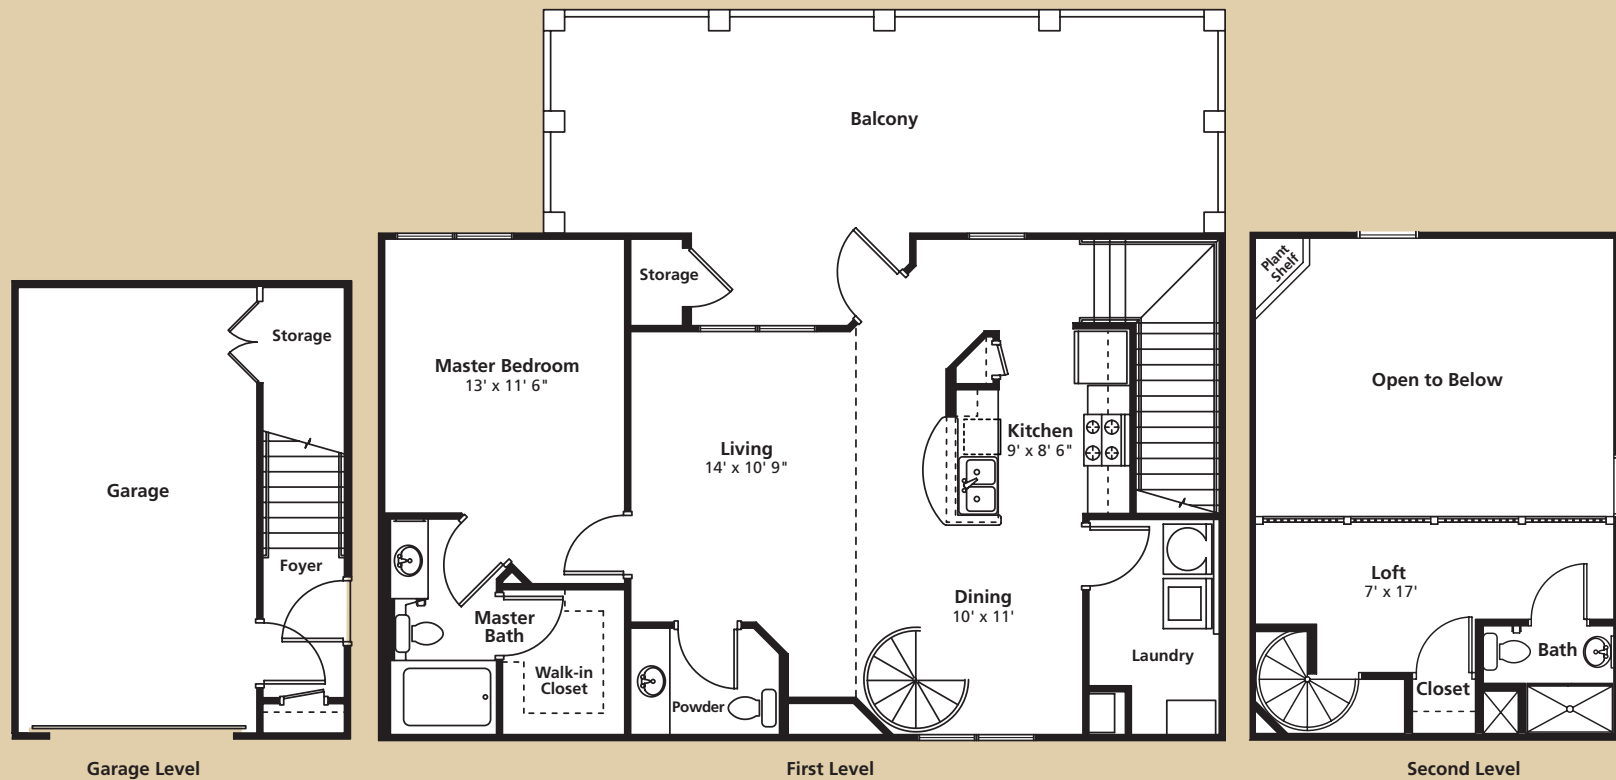 Garage
Storage
Foyer
Garage Level
Balcony
Storage
Master Bedroom
13' x 11' 6"
Living
14' x 10' 9"
Kitchen
9' x 8' 6"
Dining
10' x 11'
Master
Bath
Walk-in
Closet
Powder
Laundry
First Level
Plant
Shelf
Open to Below
Loft
7' x 17'
Bath
Closet
Second Level